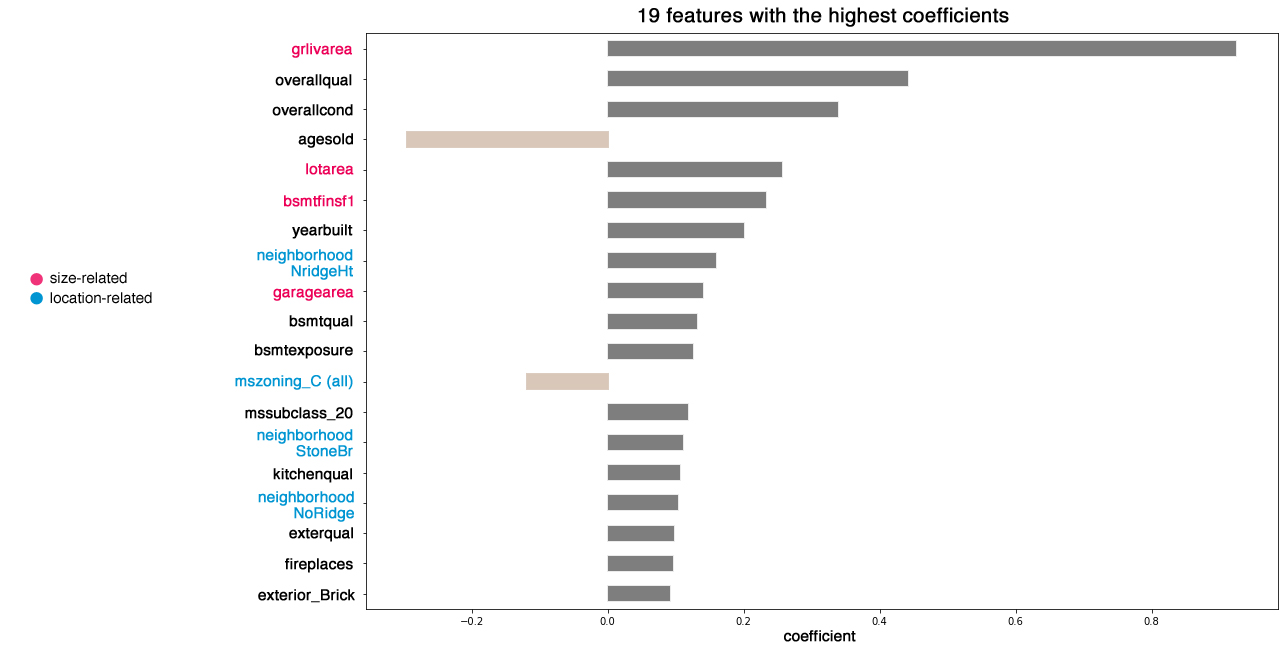 19 features with the highest coefficients
grlivarea
overallqual
overallcond
agesold
lotarea
bsmtfinsf1
yearbuilt
neighborhood
NridgeHt
garagearea
bsmtqual
bsmtexposure
mszoning_C (all)
mssubclass_20
neighborhood
StoneBr
kitchenqual
neighborhood
NoRidge
exterqual
fireplaces
exterior_Brick
size-related
location-related
−0.2 0.0 0.2 0.4 0.6 0.8
coefficient